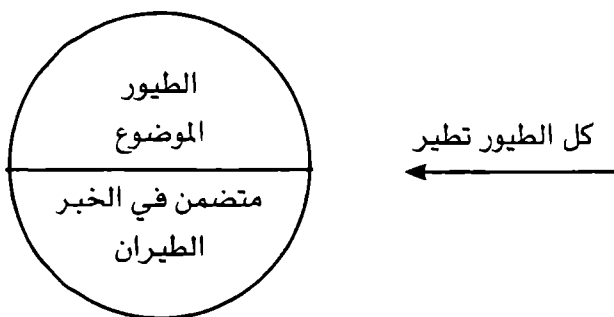 الطيور
الموضوع
متضمن في الخبر
الطيران
كل الطيور تطير